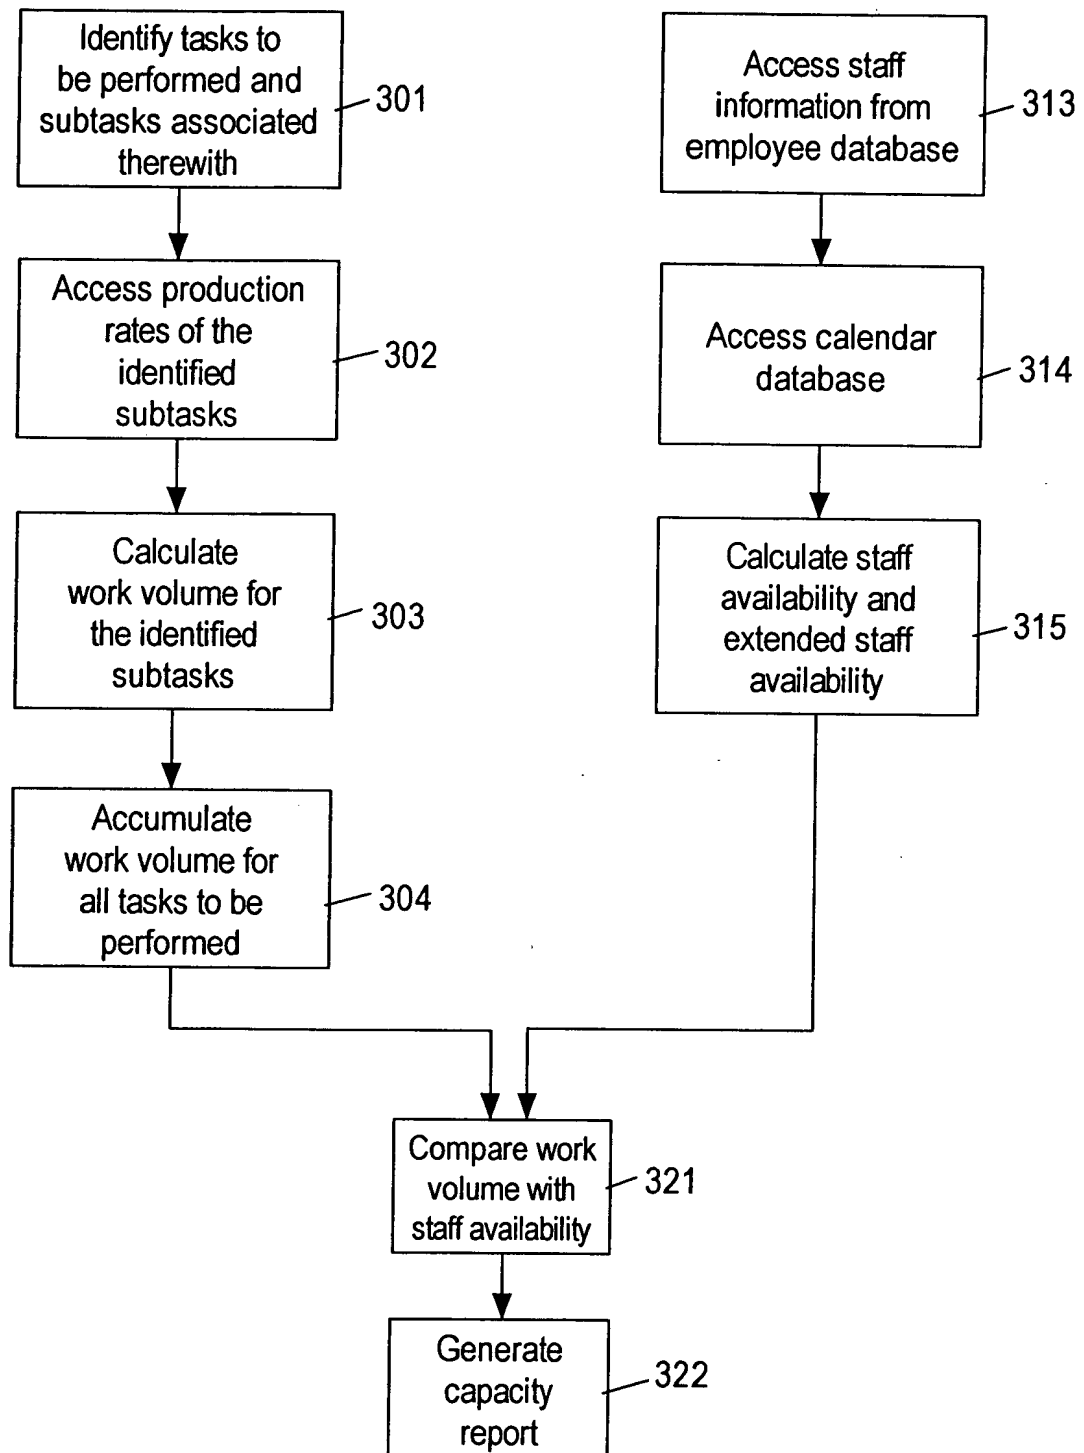 Identify tasks to
be performed and
subtasks associated
therewith
301
Access production
rates of the
identified
subtasks
302
Calculate
work volume for
the identified
subtasks
303
Accumulate
work volume for
all tasks to be
performed
304
Access staff
information from
employee database
313
Access calendar
database
314
Calculate staff
availability and
extended staff
availability
315
Compare work
volume with
staff availability
321
Generate
capacity
report
322